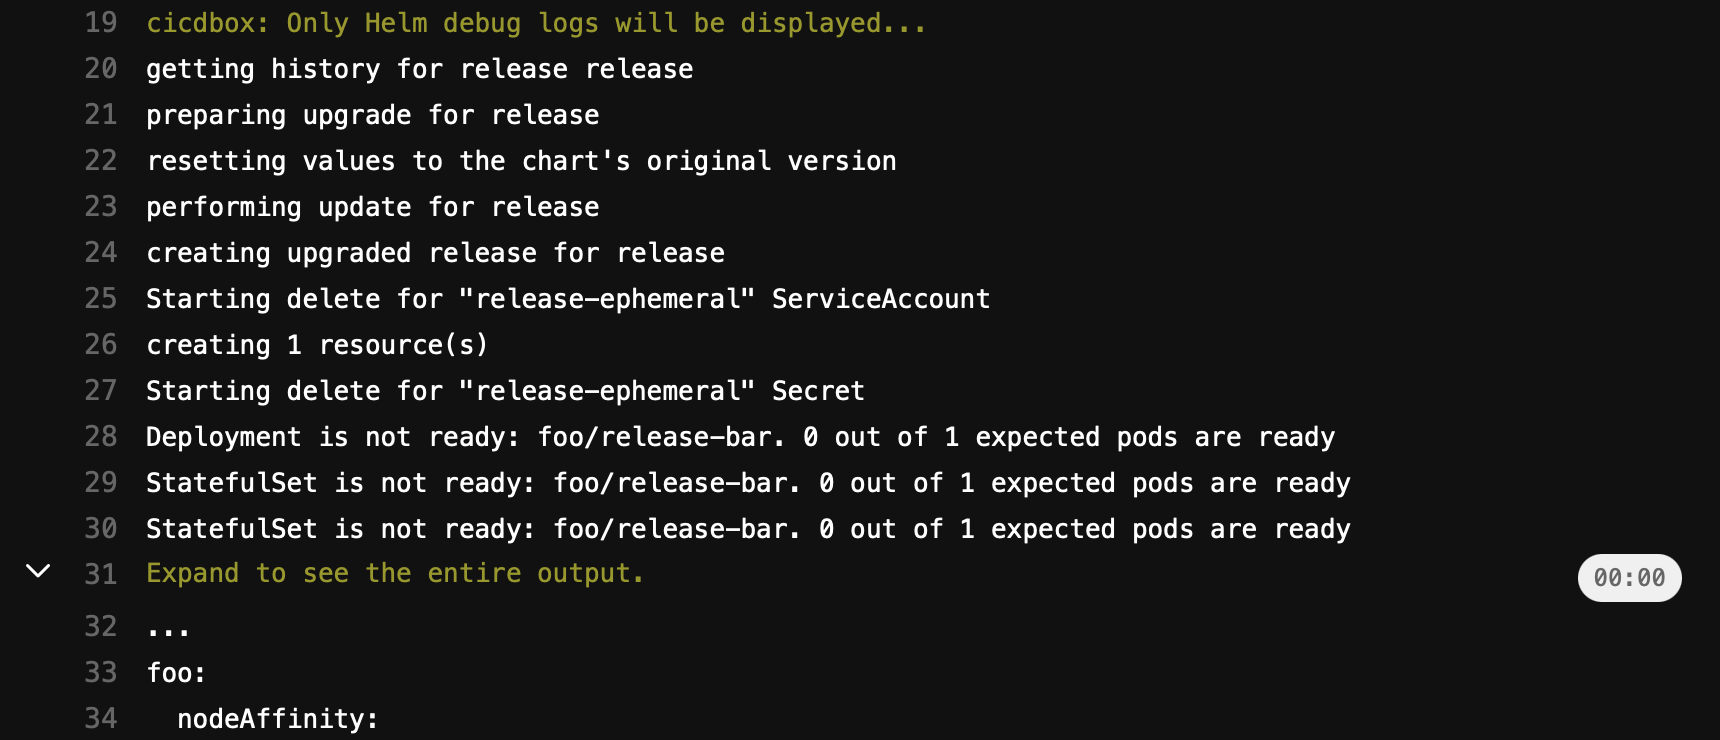 19 cicdbox: Only Helm debug logs will be displayed...
20 getting history for release release
21 preparing upgrade for release
22 resetting values to the chart's original version
23 performing update for release
24 creating upgraded release for release
25 Starting delete for "release-ephemeral" ServiceAccount
26 creating 1 resource(s)
27 Starting delete for "release-ephemeral" Secret
28 Deployment is not ready: foo/release-bar. 0 out of 1 expected pods are ready
29 StatefulSet is not ready: foo/release-bar. 0 out of 1 expected pods are ready
30 StatefulSet is not ready: foo/release-bar. 0 out of 1 expected pods are ready
31 Expand to see the entire output. 00:00
32 ...
33 foo:
34   nodeAffinity: